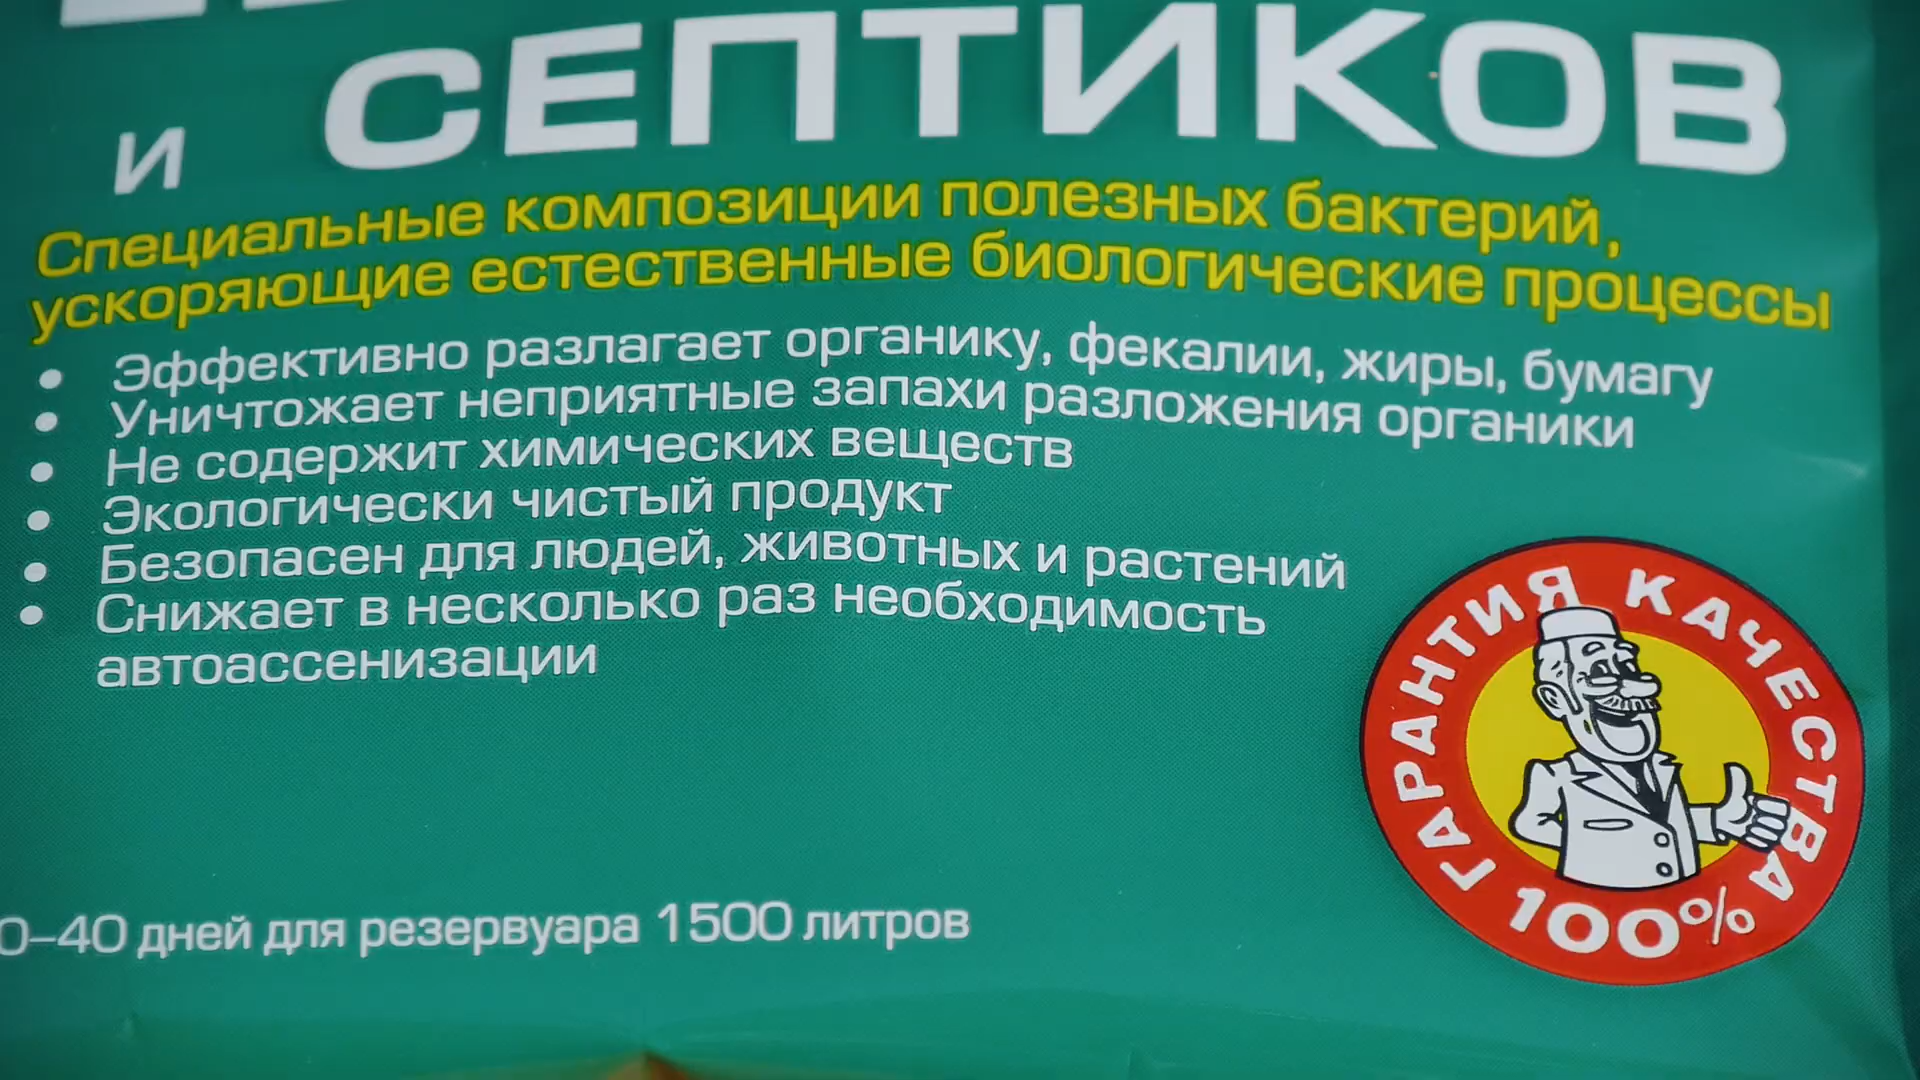 и СЕПТИКОВ
Специальные композиции полезных бактерий,
ускоряющие естественные биологические процессы
• Эффективно разлагает органику, фекалии, жиры, бумагу
• Уничтожает неприятные запахи разложения органики
• Не содержит химических веществ
• Экологически чистый продукт
• Безопасен для людей, животных и растений
• Снижает в несколько раз необходимость
автоассенизации
ГАРАНТИЯ КАЧЕСТВА
100%
0–40 дней для резервуара 1500 литров